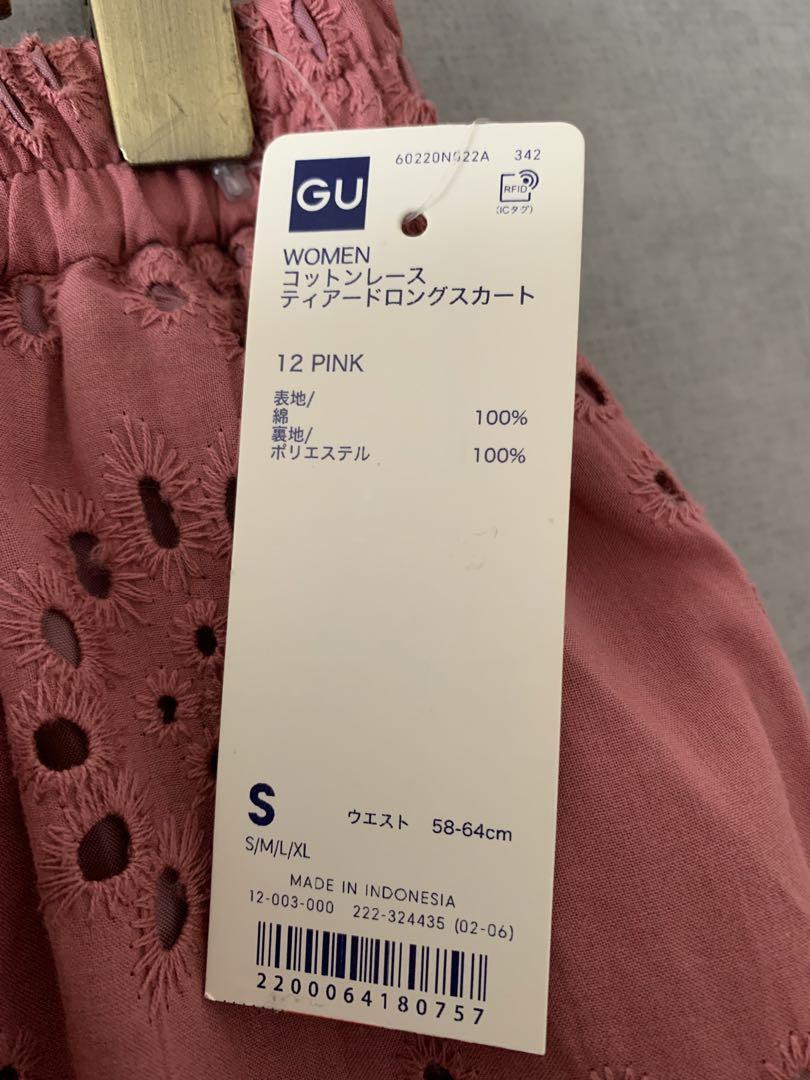 GU
60220N022A 342
RFID
(ICタグ)
WOMEN
コットンレース
ティアードロングスカート
12 PINK
表地/
綿 100%
裏地/
ポリエステル 100%
S ウエスト 58-64cm
S/M/L/XL
MADE IN INDONESIA
12-003-000 222-324435 (02-06)
2200064180757